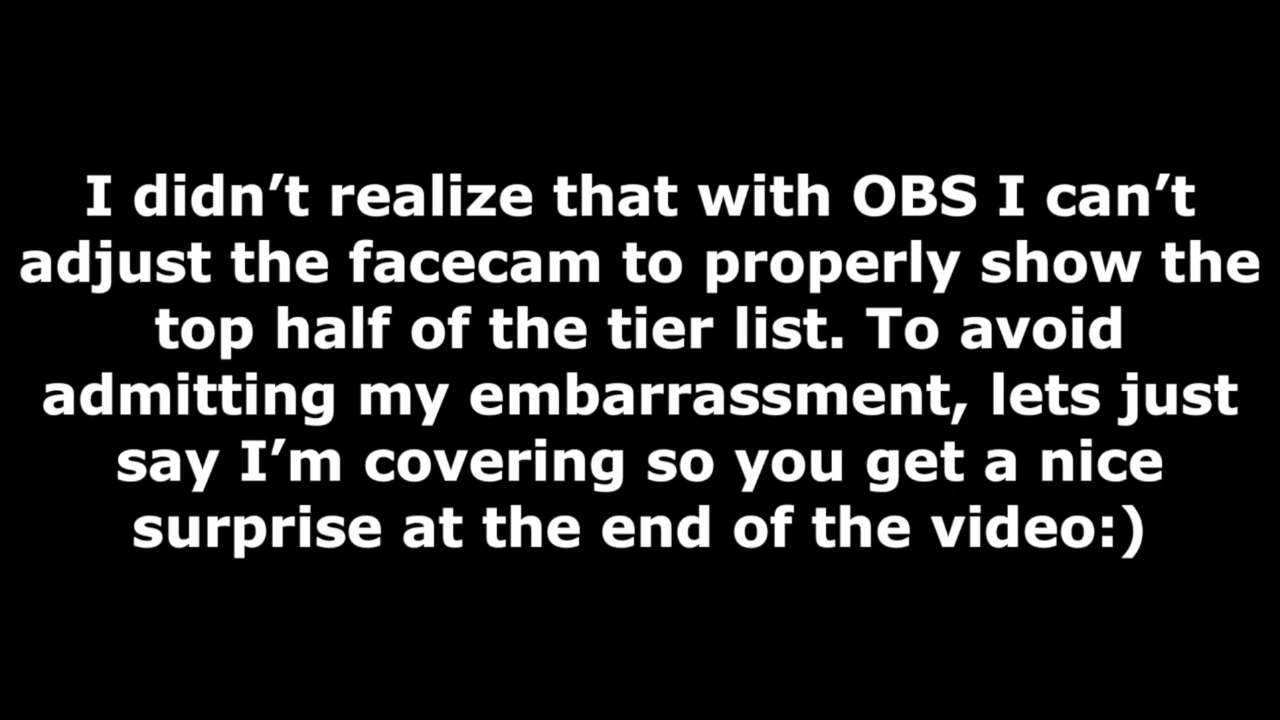 I didn’t realize that with OBS I can’t
adjust the facecam to properly show the
top half of the tier list. To avoid
admitting my embarrassment, lets just
say I’m covering so you get a nice
surprise at the end of the video:)